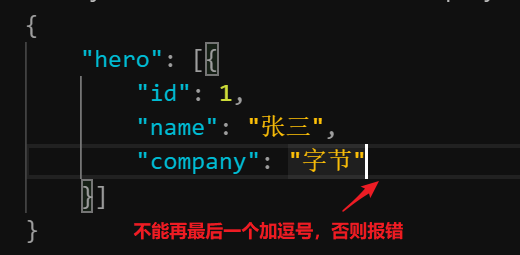 {
"hero": [{
"id": 1,
"name": "张三",
"company": "字节"
}]
}
不能再最后一个加逗号，否则报错